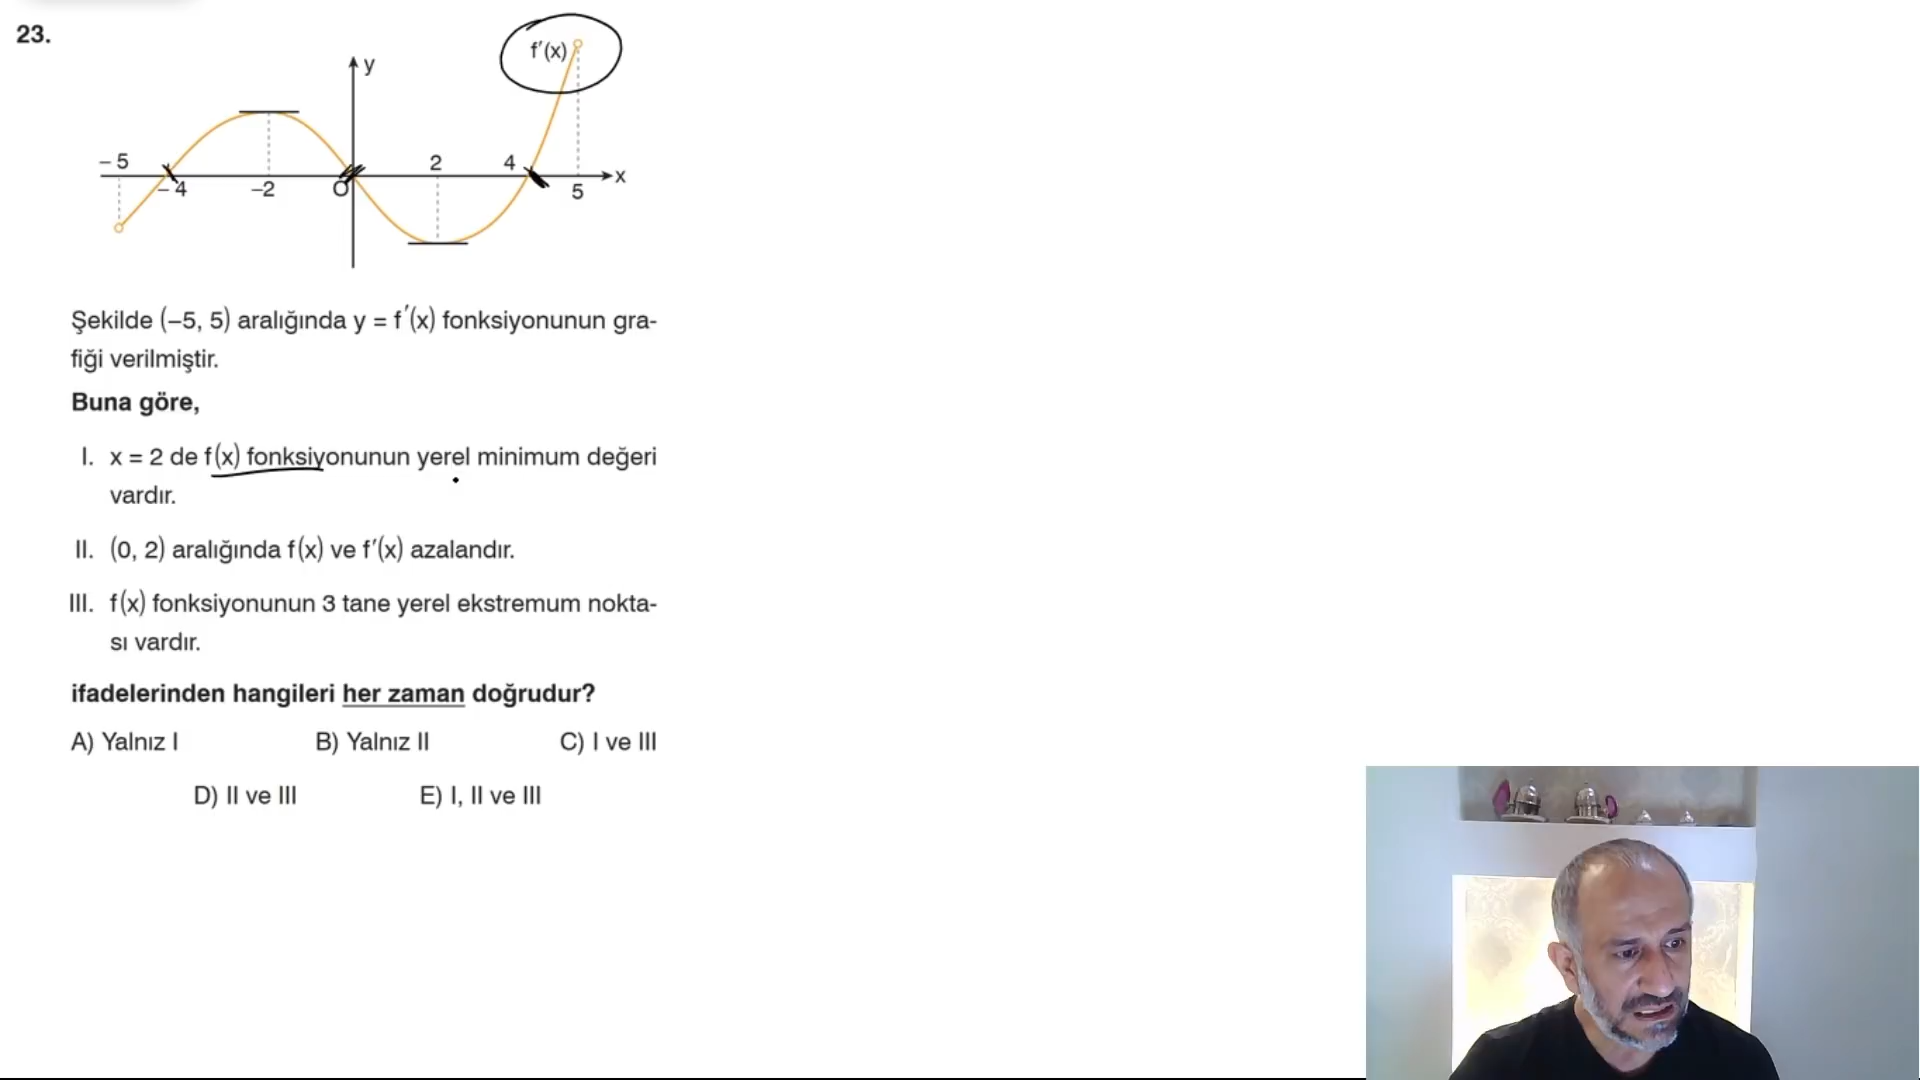 23.
f′(x)
y
– 5
2
4
x
– 4
–2
O
5
Şekilde (–5, 5) aralığında y = f′(x) fonksiyonunun gra-
fiği verilmiştir.
Buna göre,
I. x = 2 de f(x) fonksiyonunun yerel minimum değeri
vardır.
II. (0, 2) aralığında f(x) ve f′(x) azalandır.
III. f(x) fonksiyonunun 3 tane yerel ekstremum nokta-
sı vardır.
ifadelerinden hangileri her zaman doğrudur?
A) Yalnız I B) Yalnız II C) I ve III
D) II ve III E) I, II ve III